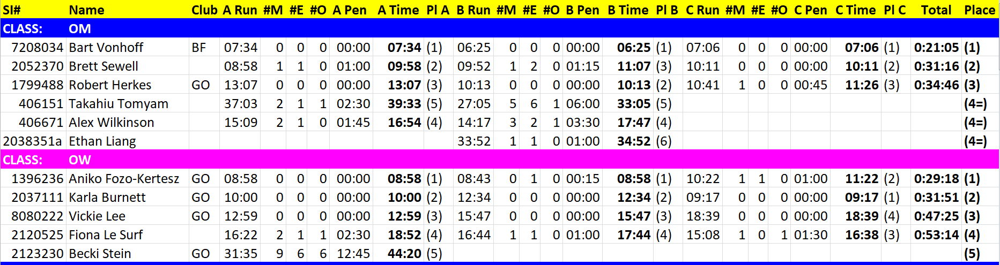 SI# Name Club A Run #M #E #O A Pen A Time Pl A B Run #M #E #O B Pen B Time Pl B C Run #M #E #O C Pen C Time Pl C Total Place
CLASS: OM
7208034 Bart Vonhoff BF 07:34 0 0 0 00:00 07:34 (1) 06:25 0 0 0 00:00 06:25 (1) 07:06 0 0 0 00:00 07:06 (1) 0:21:05 (1)
2052370 Brett Sewell 08:58 1 1 0 01:00 09:58 (2) 09:52 1 2 0 01:15 11:07 (3) 10:11 0 0 0 00:00 10:11 (2) 0:31:16 (2)
1799488 Robert Herkes GO 13:07 0 0 0 00:00 13:07 (3) 10:13 0 0 0 00:00 10:13 (2) 10:41 1 0 0 00:45 11:26 (3) 0:34:46 (3)
406151 Takahiu Tomyam 37:03 2 1 1 02:30 39:33 (5) 27:05 5 6 1 06:00 33:05 (5) (4=)
406671 Alex Wilkinson 15:09 2 1 0 01:45 16:54 (4) 14:17 3 2 1 03:30 17:47 (4) (4=)
2038351a Ethan Liang 33:52 1 1 0 01:00 34:52 (6) (4=)
CLASS: OW
1396236 Aniko Fozo-Kertesz GO 08:58 0 0 0 00:00 08:58 (1) 08:43 0 1 0 00:15 08:58 (1) 10:22 1 1 0 01:00 11:22 (2) 0:29:18 (1)
2037111 Karla Burnett GO 10:00 0 0 0 00:00 10:00 (2) 12:34 0 0 0 00:00 12:34 (2) 09:17 0 0 0 00:00 09:17 (1) 0:31:51 (2)
8080222 Vickie Lee GO 12:59 0 0 0 00:00 12:59 (3) 15:47 0 0 0 00:00 15:47 (3) 18:39 0 0 0 00:00 18:39 (4) 0:47:25 (3)
2120525 Fiona Le Surf 16:22 2 1 1 02:30 18:52 (4) 16:44 1 1 0 01:00 17:44 (4) 15:08 1 0 1 01:30 16:38 (3) 0:53:14 (4)
2123230 Becki Stein GO 31:35 9 6 6 12:45 44:20 (5) (5)